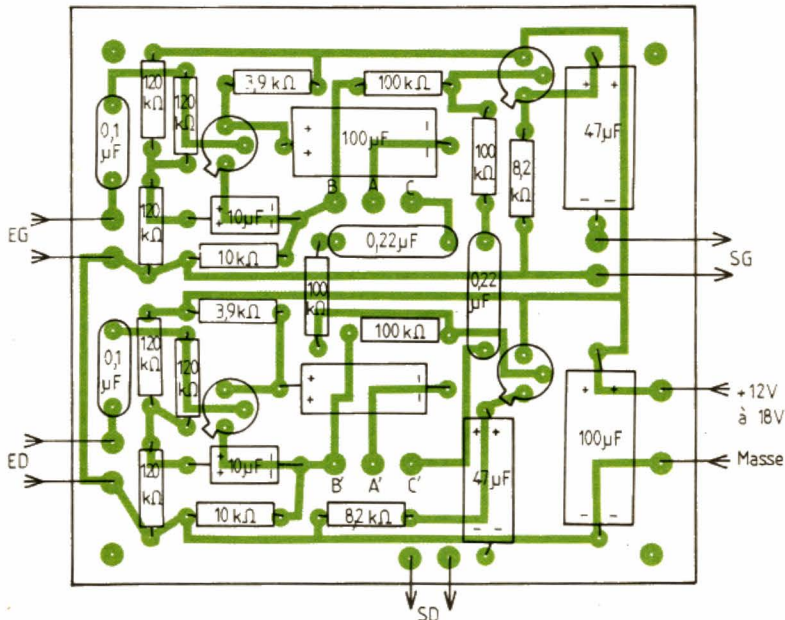 120 kΩ
120 kΩ
3,9 kΩ
100 kΩ
0,1 µF
+ 100µF −
+
100 kΩ
8,2 kΩ
+ +
47µF
− −
B A C
EG
120 kΩ
+ 10µF −
+
0,22µF
10 kΩ
SG
100 kΩ
0,22 µF
3,9kΩ
100 kΩ
0,1 µF
120 kΩ
120 kΩ
+ −
+
+12V
à 18V
+ +
100µF
− −
+ +
47µF
− −
ED
120 kΩ
+ 10µF −
+
B' A' C'
Masse
10 kΩ
8,2 kΩ
SD